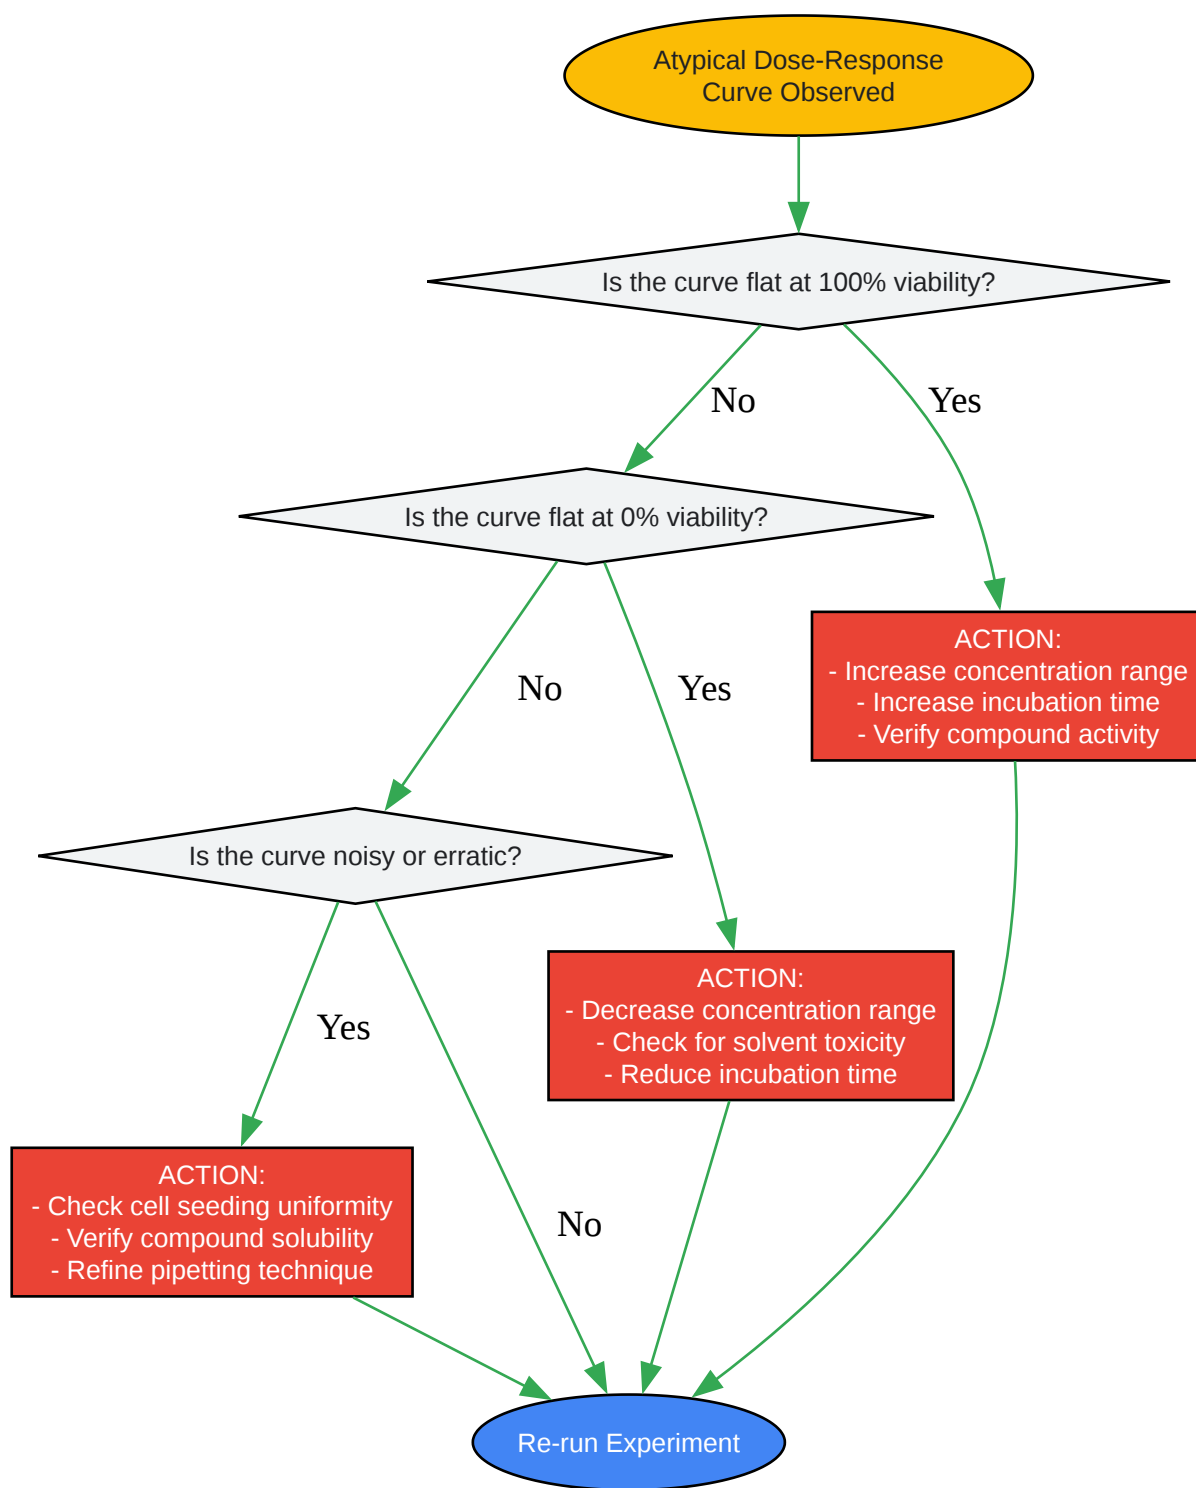 Atypical Dose-Response
Curve Observed
Is the curve flat at 100% viability?
No
Yes
Is the curve flat at 0% viability?
ACTION:
- Increase concentration range
- Increase incubation time
- Verify compound activity
No
Yes
Is the curve noisy or erratic?
ACTION:
- Decrease concentration range
- Check for solvent toxicity
- Reduce incubation time
Yes
ACTION:
- Check cell seeding uniformity
- Verify compound solubility
- Refine pipetting technique
No
Re-run Experiment